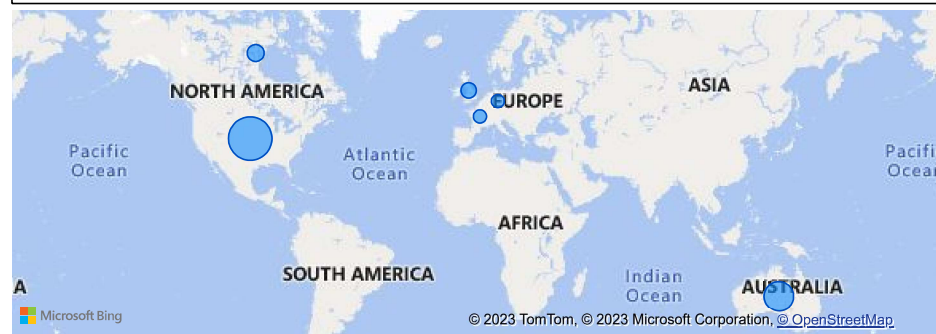 NORTH AMERICA
EUROPE
ASIA
Pacific
Ocean
Atlantic
Ocean
Pacifi
Ocea
AFRICA
SOUTH AMERICA
Indian
Ocean
A
AUSTRALIA
Microsoft Bing
© 2023 TomTom, © 2023 Microsoft Corporation, © OpenStreetMap